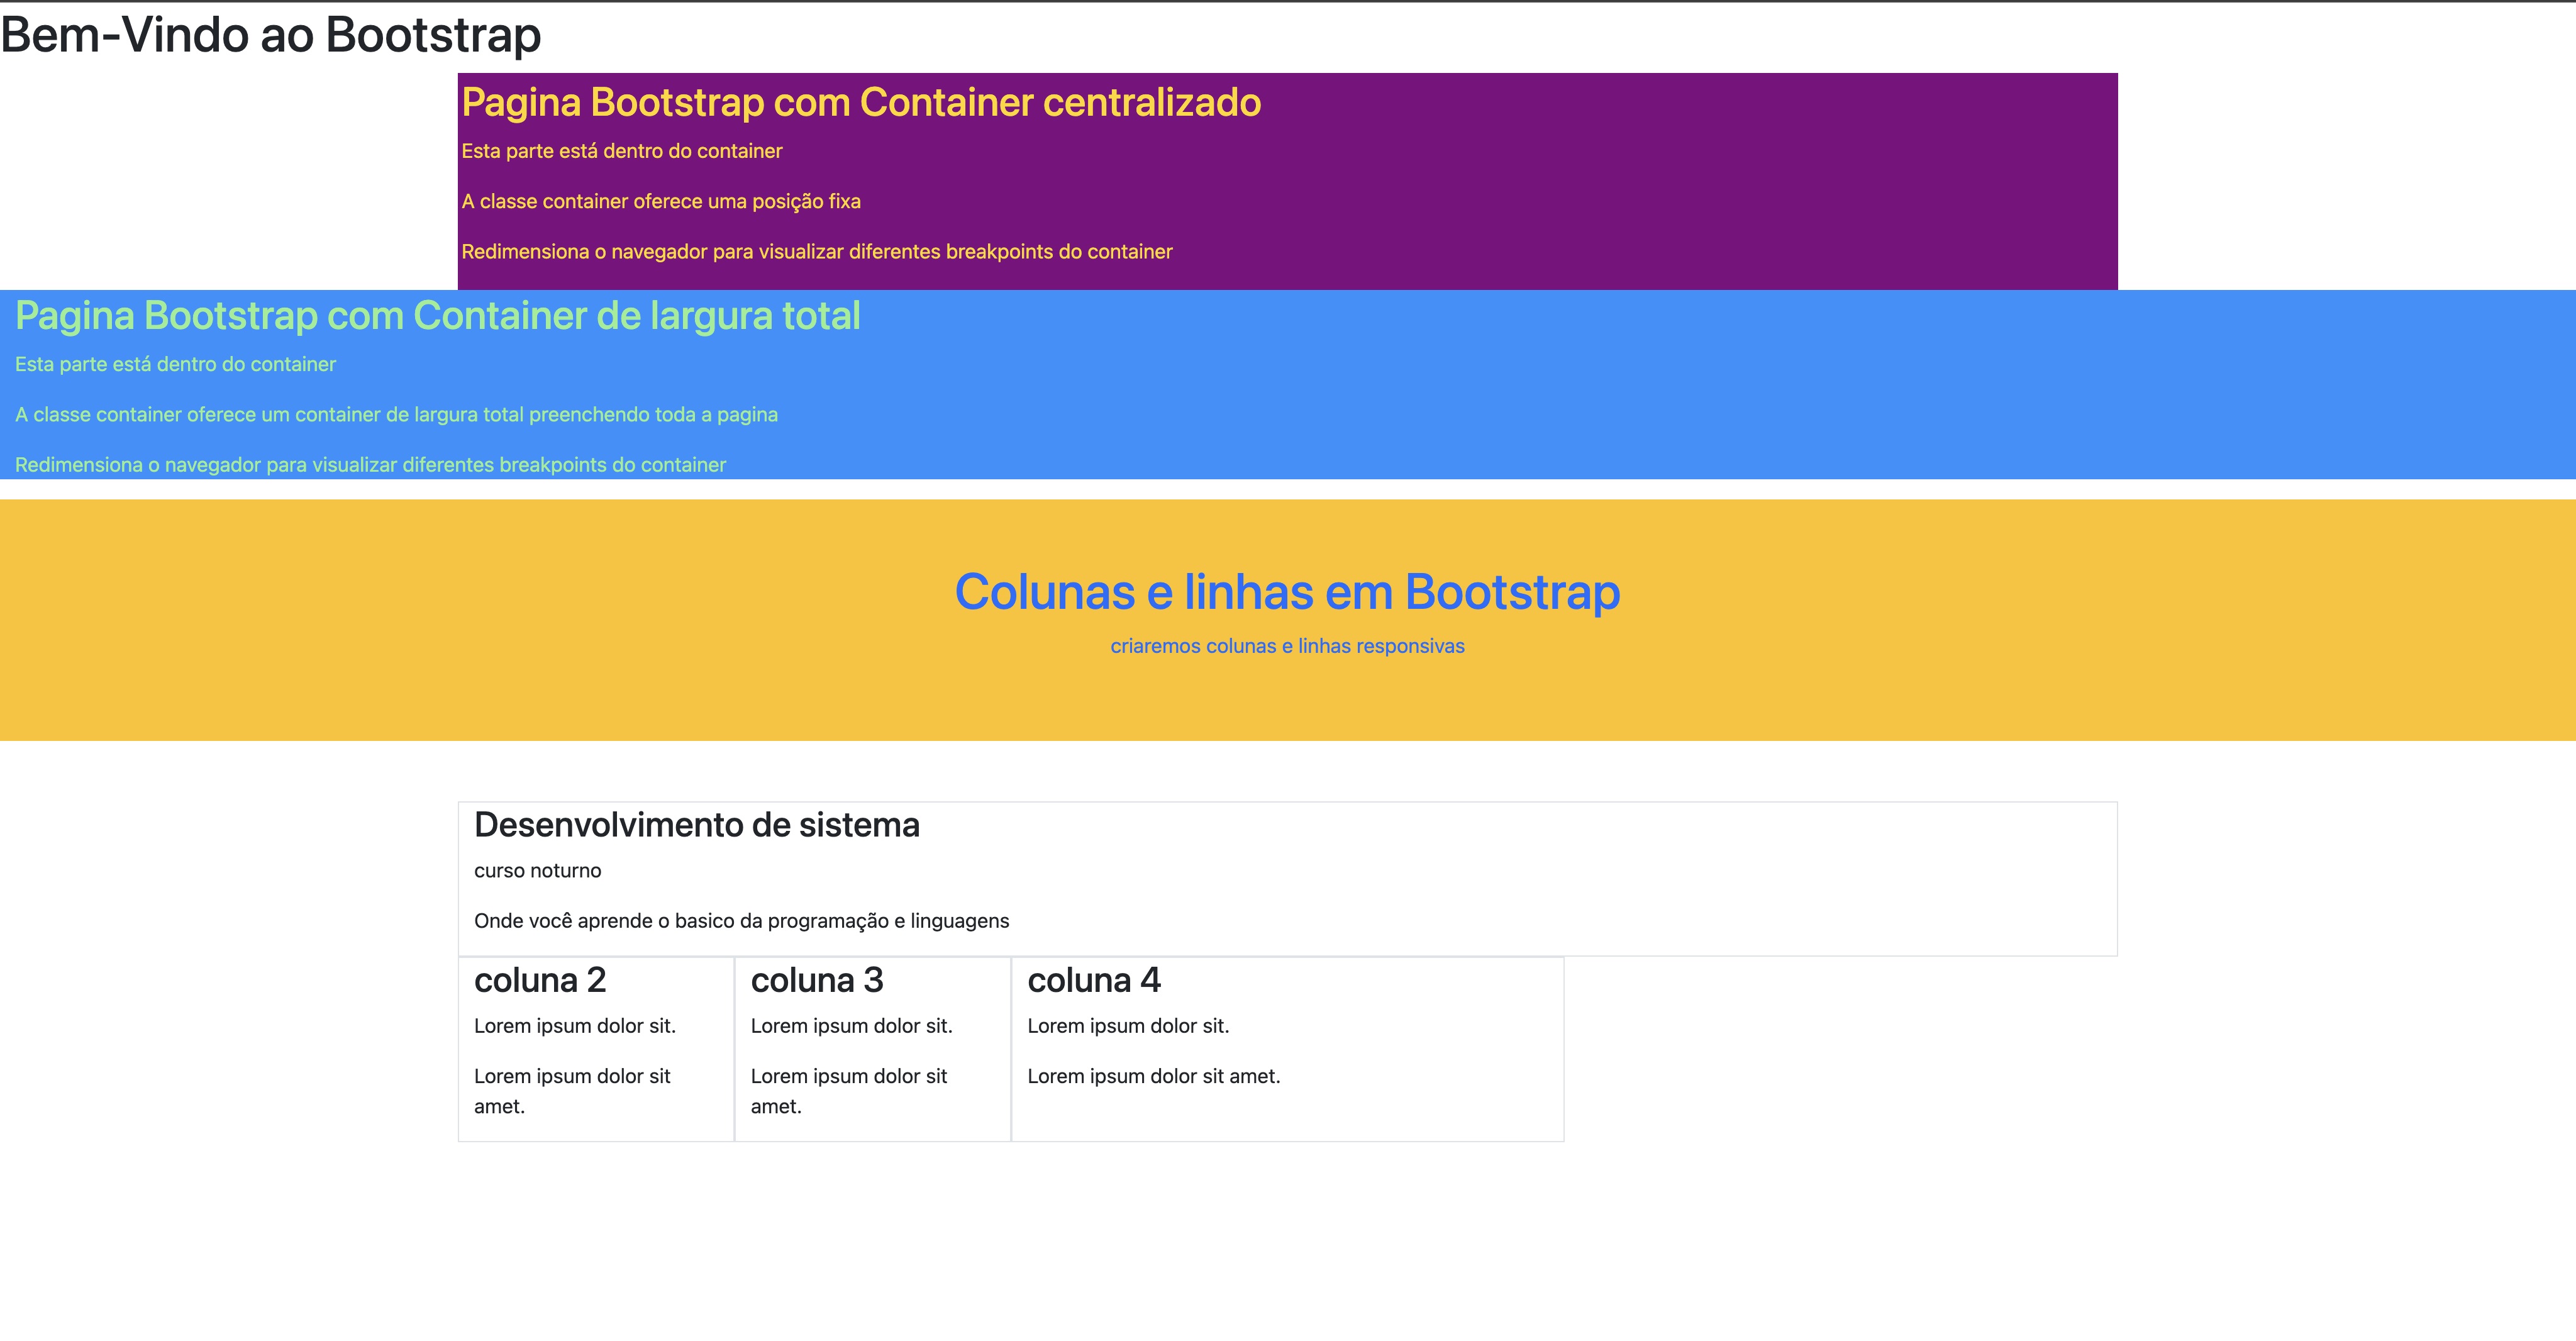 Bem-Vindo ao Bootstrap
Pagina Bootstrap com Container centralizado
Esta parte está dentro do container
A classe container oferece uma posição fixa
Redimensiona o navegador para visualizar diferentes breakpoints do container
Pagina Bootstrap com Container de largura total
Esta parte está dentro do container
A classe container oferece um container de largura total preenchendo toda a pagina
Redimensiona o navegador para visualizar diferentes breakpoints do container
Colunas e linhas em Bootstrap
criaremos colunas e linhas responsivas
Desenvolvimento de sistema
curso noturno
Onde você aprende o basico da programação e linguagens
coluna 2
Lorem ipsum dolor sit.
Lorem ipsum dolor sit
amet.
coluna 3
Lorem ipsum dolor sit.
Lorem ipsum dolor sit
amet.
coluna 4
Lorem ipsum dolor sit.
Lorem ipsum dolor sit amet.